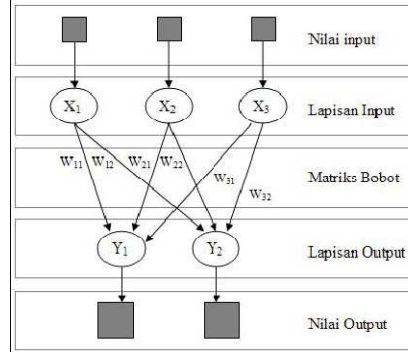 Nilai input
X1 X2 X3 Lapisan Input
W11 W12 W21 W22 W31 W32 Matriks Bobot
Y1 Y2 Lapisan Output
Nilai Output